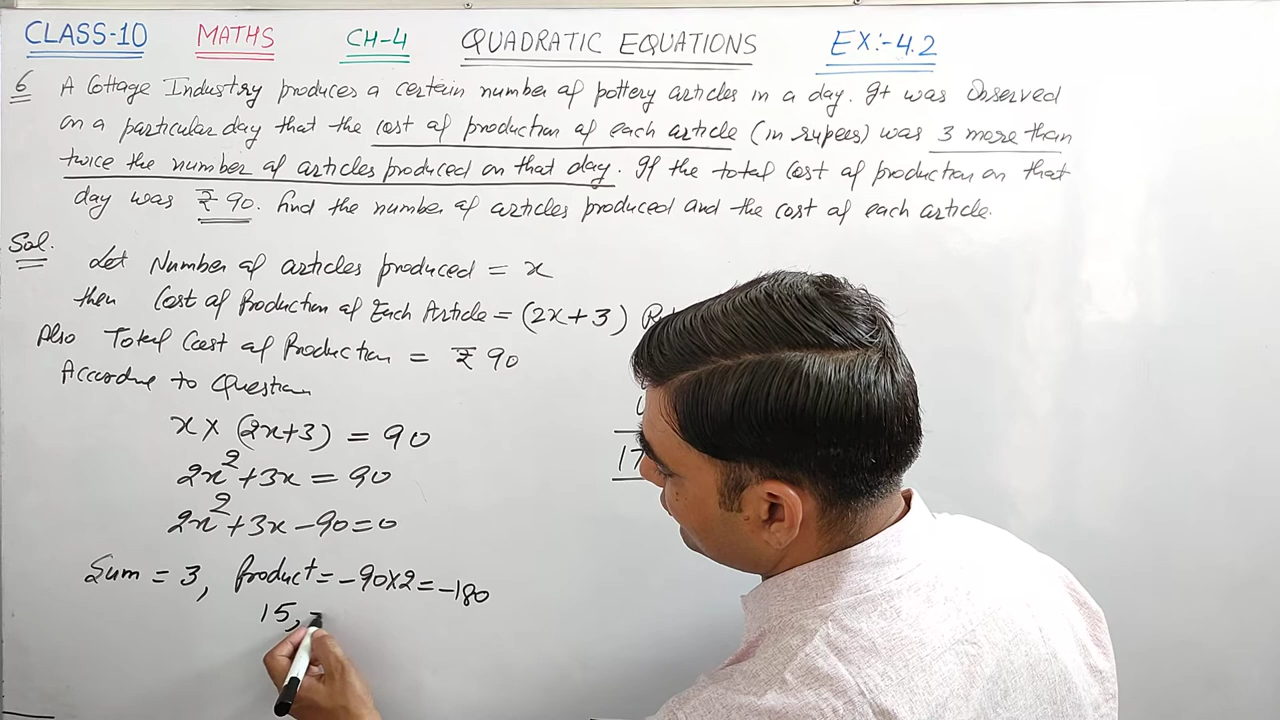 CLASS-10 MATHS CH-4 QUADRATIC EQUATIONS EX:-4.2
6 A Cottage Industry produces a certain number of pottery articles in a day. It was Observed
on a particular day that the cost of production of each article (in rupees) was 3 more than
twice the number of articles produced on that day. If the total Cost of production on that
day was ₹ 90. find the number of articles produced and the cost of each article.
Sol.
Let Number of articles produced = x
then Cost of Production of Each Article = (2x+3)
Also Total Cost of Production = ₹ 90
According to Question
x × (2x+3) = 90
2x²+3x = 90
2x²+3x-90=0
Sum = 3, Product = -90×2=-180
15, -
17